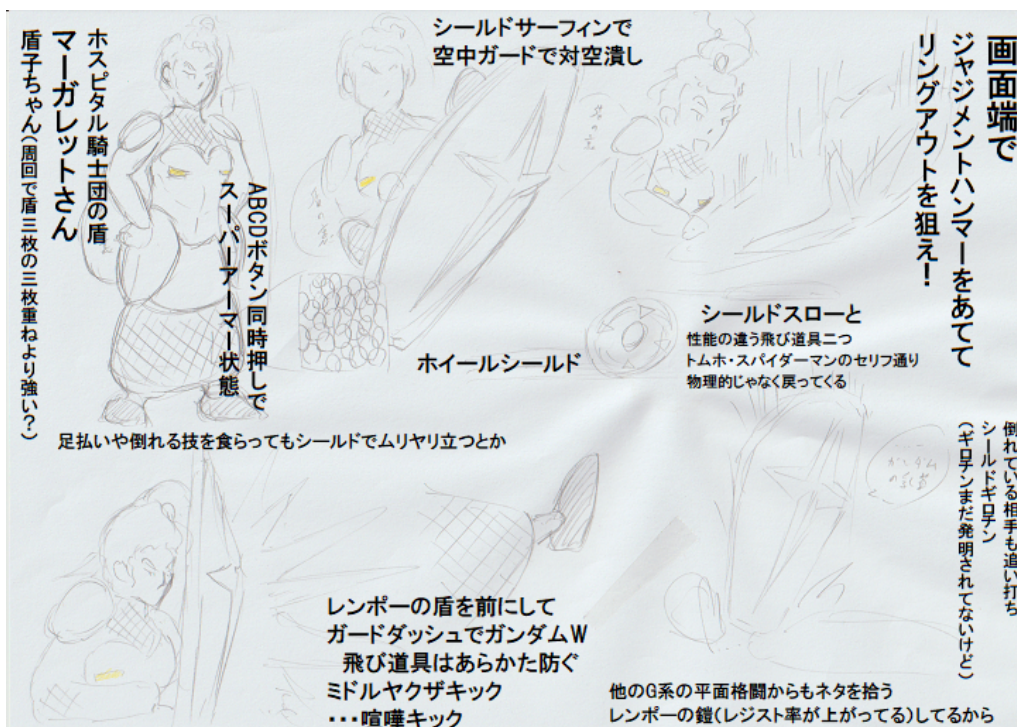 画面端で
ジャジメントハンマーをあてて
リングアウトを狙え！
シールドサーフィンで
空中ガードで対空潰し
ホスピタル騎士団の盾
マーガレットさん
盾子ちゃん(周回で盾三枚の三枚重ねより強い？)
ABCDボタン同時押しで
スーパーアーマー状態
ホイールシールド
シールドスローと
性能の違う飛び道具二つ
トムホ・スパイダーマンのセリフ通り
物理的じゃなく戻ってくる
足払いや倒れる技を食らってもシールドでムリヤリ立つとか
倒れている相手も追い打ち
シールドギロチン
(ギロチンまだ発明されてないけど)
レンポーの盾を前にして
ガードダッシュでガンダムW
飛び道具はあらかた防ぐ
ミドルヤクザキック
・・・喧嘩キック
他のG系の平面格闘からもネタを拾う
レンポーの鎧(レジスト率が上がってる)してるから